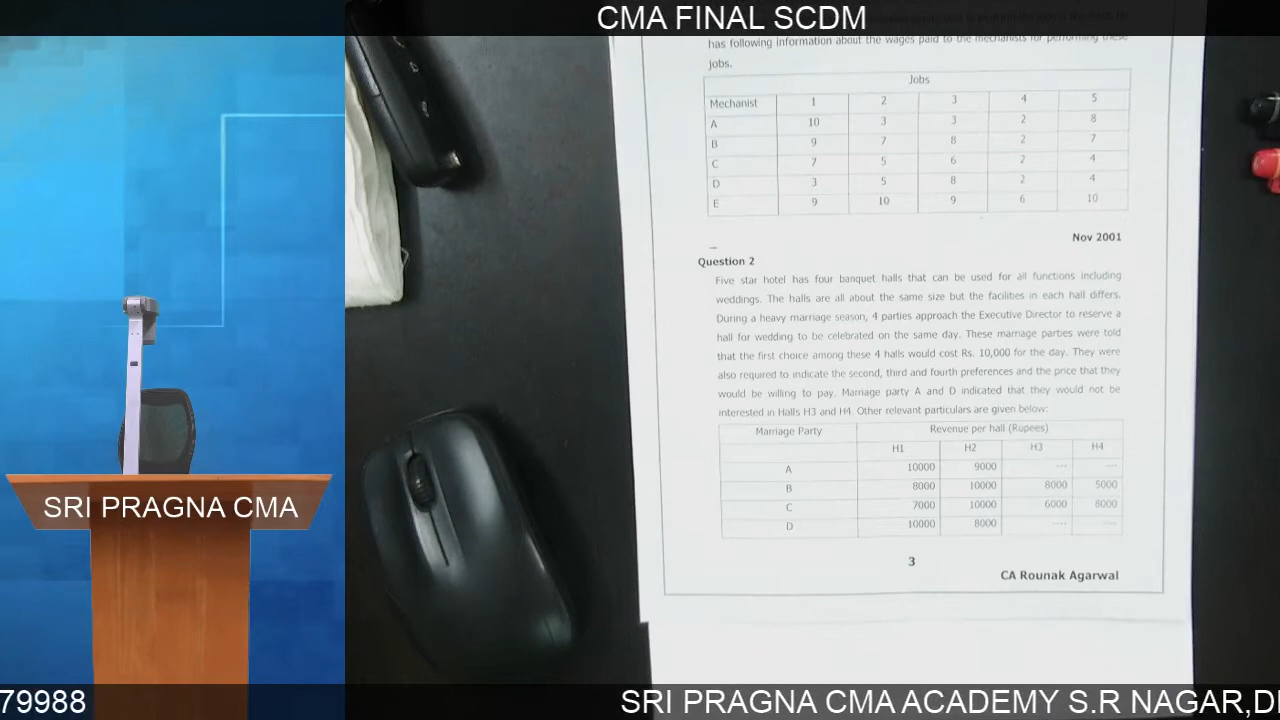 CMA FINAL SCDM
has following information about the wages paid to the mechanists for performing these
jobs.
Jobs
Mechanist 1 2 3 4 5
A 10 3 3 2 8
B 9 7 8 2 7
C 7 5 6 2 4
D 3 5 8 2 4
E 9 10 9 6 10
Nov 2001
Question 2
Five star hotel has four banquet halls that can be used for all functions including
weddings. The halls are all about the same size but the facilities in each hall differs.
During a heavy marriage season, 4 parties approach the Executive Director to reserve a
hall for wedding to be celebrated on the same day. These marriage parties were told
that the first choice among these 4 halls would cost Rs. 10,000 for the day. They were
also required to indicate the second, third and fourth preferences and the price that they
would be willing to pay. Marriage party A and D indicated that they would not be
interested in Halls H3 and H4. Other relevant particulars are given below:
Marriage Party Revenue per hall (Rupees)
H1 H2 H3 H4
A 10000 9000 --- ---
B 8000 10000 8000 5000
C 7000 10000 6000 8000
D 10000 8000 ---- ----
3
CA Rounak Agarwal
SRI PRAGNA CMA
79988
SRI PRAGNA CMA ACADEMY S.R NAGAR,